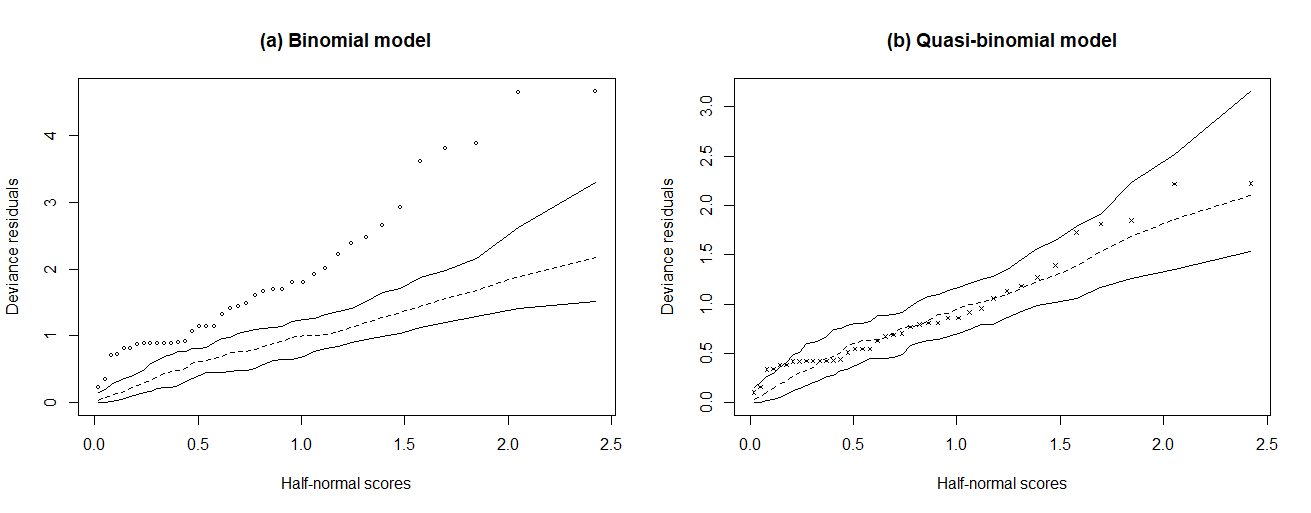 (a) Binomial model
Deviance residuals
4
3
2
1
0
0.0 0.5 1.0 1.5 2.0 2.5
Half-normal scores
(b) Quasi-binomial model
Deviance residuals
3.0
2.5
2.0
1.5
1.0
0.5
0.0
0.0 0.5 1.0 1.5 2.0 2.5
Half-normal scores